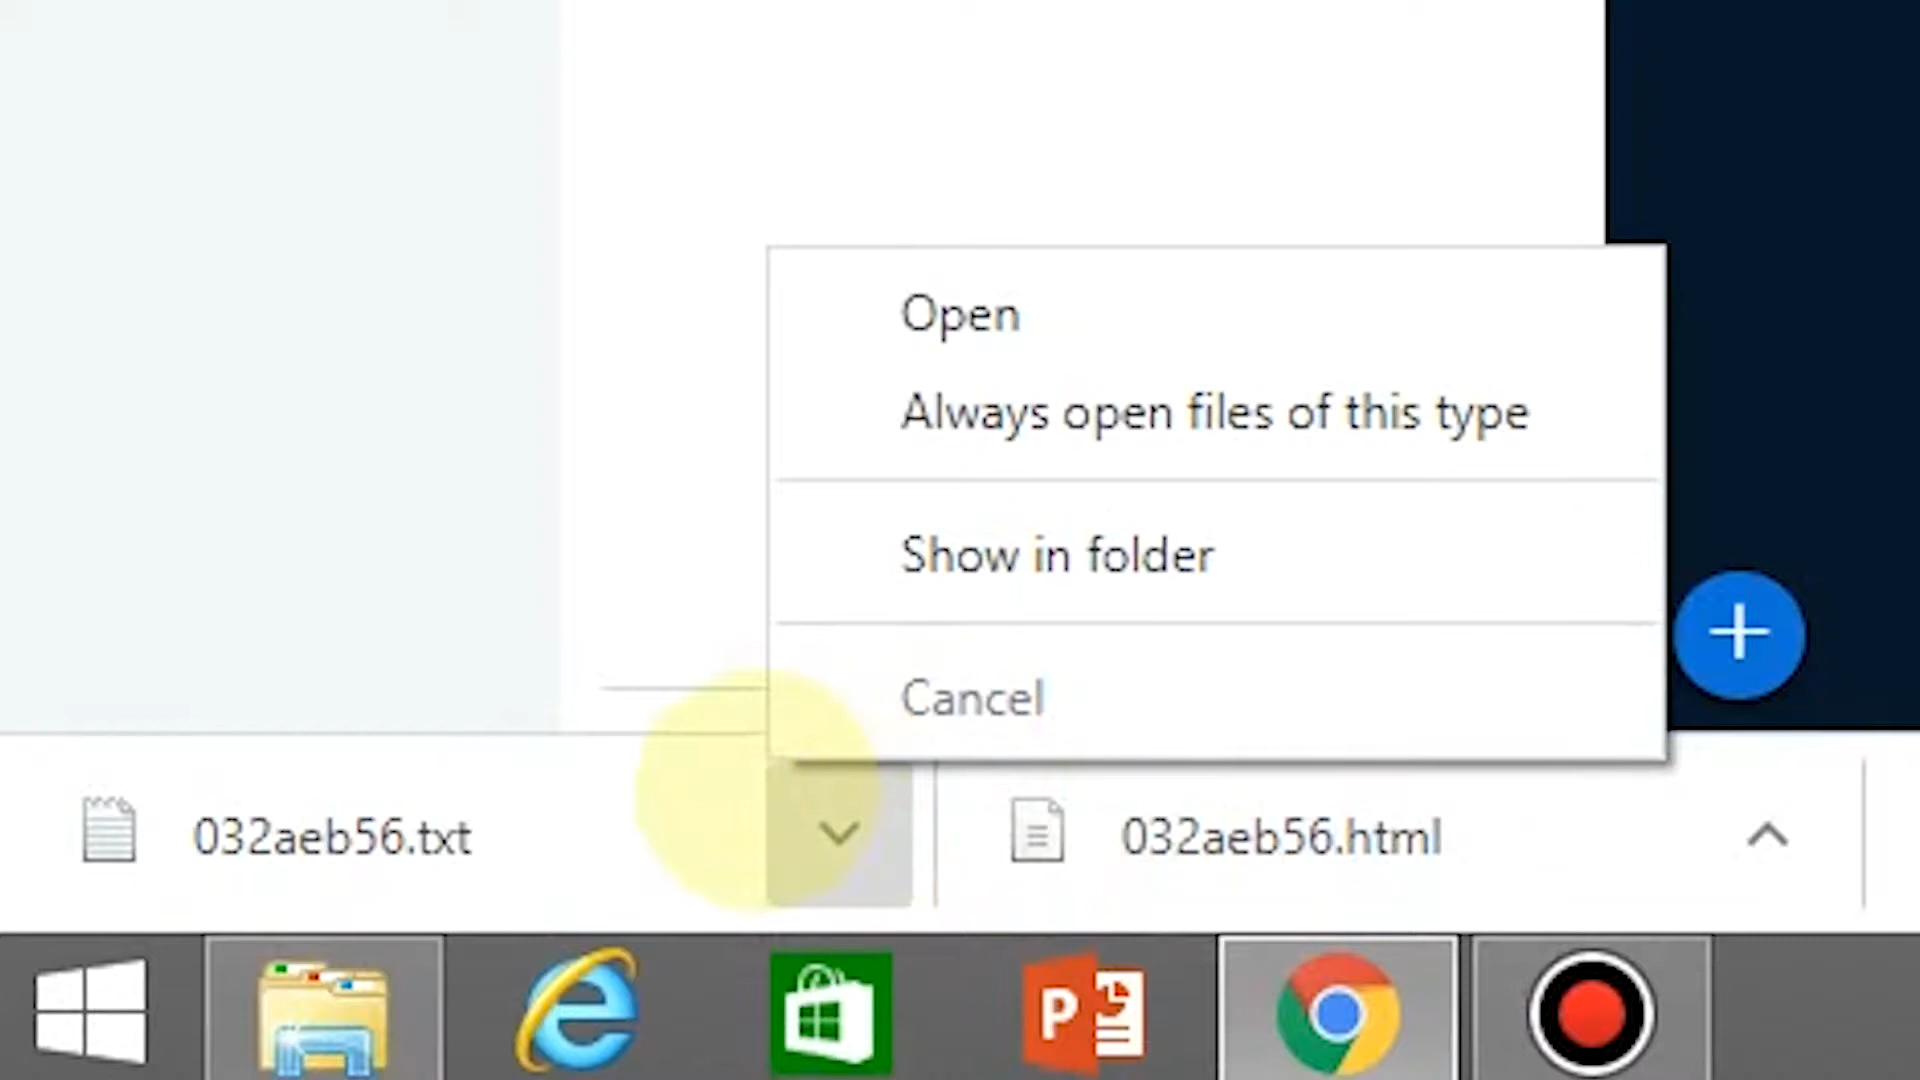 Open
Always open files of this type
Show in folder
Cancel
032aeb56.txt
032aeb56.html